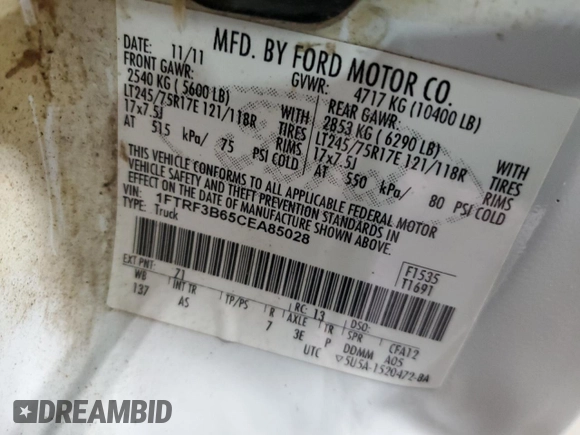 MFD. BY FORD MOTOR CO.
DATE: 11/11 GVWR: 4717 KG (10400 LB)
FRONT GAWR: REAR GAWR:
2540 KG (5600 LB) 2853 KG (6290 LB)
LT245/75R17E 121/118R WITH TIRES LT245/75R17E 121/118R WITH TIRES
17x7.5J RIMS 17x7.5J RIMS
AT 515 kPa/ 75 PSI COLD AT 550 kPa/ 80 PSI COLD
THIS VEHICLE CONFORMS TO ALL APPLICABLE FEDERAL MOTOR
VEHICLE SAFETY AND THEFT PREVENTION STANDARDS IN
EFFECT ON THE DATE OF MANUFACTURE SHOWN ABOVE.
VIN: 1FTRF3B65CEA85028
TYPE: Truck
F1535
T1691
EXT PNT: Z1 RC: 13 DSO:
WB INT TR TP/PS R AXLE TR SPR CFA12
137 AS 7 3E P DDMM A05
UTC 5U5A-1520472-BA
DREAMBID